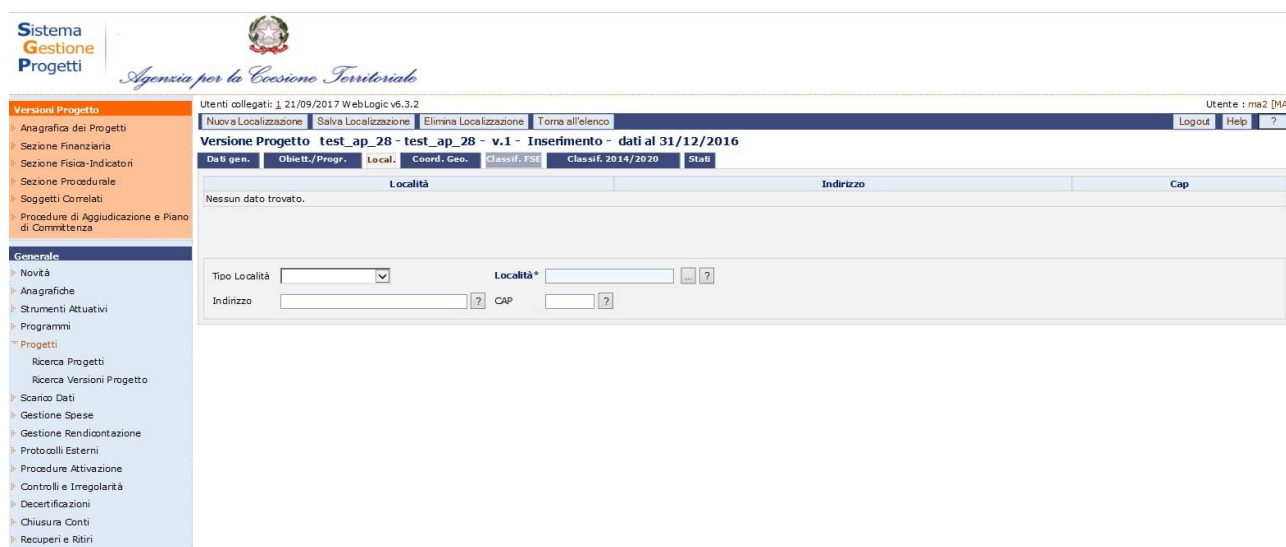 Sistema
Gestione
Progetti
Agenzia per la Coesione Territoriale
Versioni Progetto
Anagrafica dei Progetti
Sezione Finanziaria
Sezione Fisica-Indicatori
Sezione Procedurale
Soggetti Correlati
Procedure di Aggiudicazione e Piano
di Committenza
Generale
Novità
Anagrafiche
Strumenti Attuativi
Programmi
Progetti
Ricerca Progetti
Ricerca Versioni Progetto
Scarico Dati
Gestione Spese
Gestione Rendicontazione
Protocolli Esterni
Procedure Attivazione
Controlli e Irregolarità
Decertificazioni
Chiusura Conti
Recuperi e Ritiri
Utenti collegati: 1 21/09/2017 WebLogic v6.3.2 Utente : ma2 [MA
Nuova Localizzazione Salva Localizzazione Elimina Localizzazione Torna all'elenco Logout Help ?
Versione Progetto test_ap_28 - test_ap_28 - v.1 - Inserimento - dati al 31/12/2016
Dati gen. Obiett./Progr. Local. Coord. Geo. Classif. FSE Classif. 2014/2020 Stati
Località Indirizzo Cap
Nessun dato trovato.
Tipo Località Località* ... ?
Indirizzo ? CAP ?